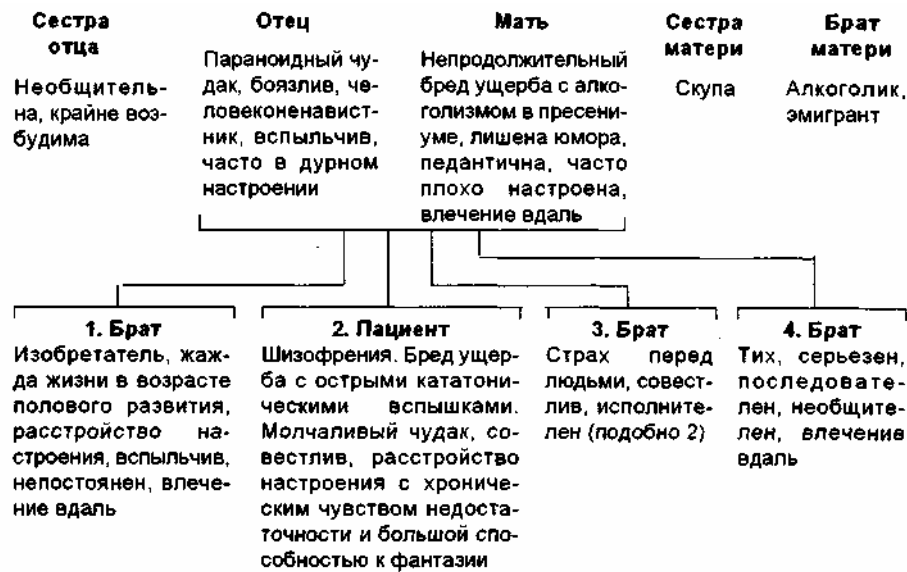 Сестра
отца
Необщитель-
на, крайне воз-
будима
Отец
Параноидный чу-
дак, боязлив, че-
ловеконенавист-
ник, вспыльчив,
часто в дурном
настроении
Мать
Непродолжительный
бред ущерба с алко-
голизмом в пресени-
уме, лишена юмора,
педантична, часто
плохо настроена,
влечение вдаль
Сестра
матери
Скупа
Брат
матери
Алкоголик,
эмигрант
1. Брат
Изобретатель, жаж-
да жизни в возрасте
полового развития,
расстройство на-
строения, вспыльчив,
непостоянен, влече-
ние вдаль
2. Пациент
Шизофрения. Бред ущер-
ба с острыми кататони-
ческими вспышками.
Молчаливый чудак, со-
вестлив, расстройство
настроения с хрониче-
ским чувством недоста-
точности и большой спо-
собностью к фантазии
3. Брат
Страх перед
людьми, совест-
лив, исполните-
лен (подобно 2)
4. Брат
Тих, серьезен,
последовате-
лен, необщите-
лен, влечение
вдаль